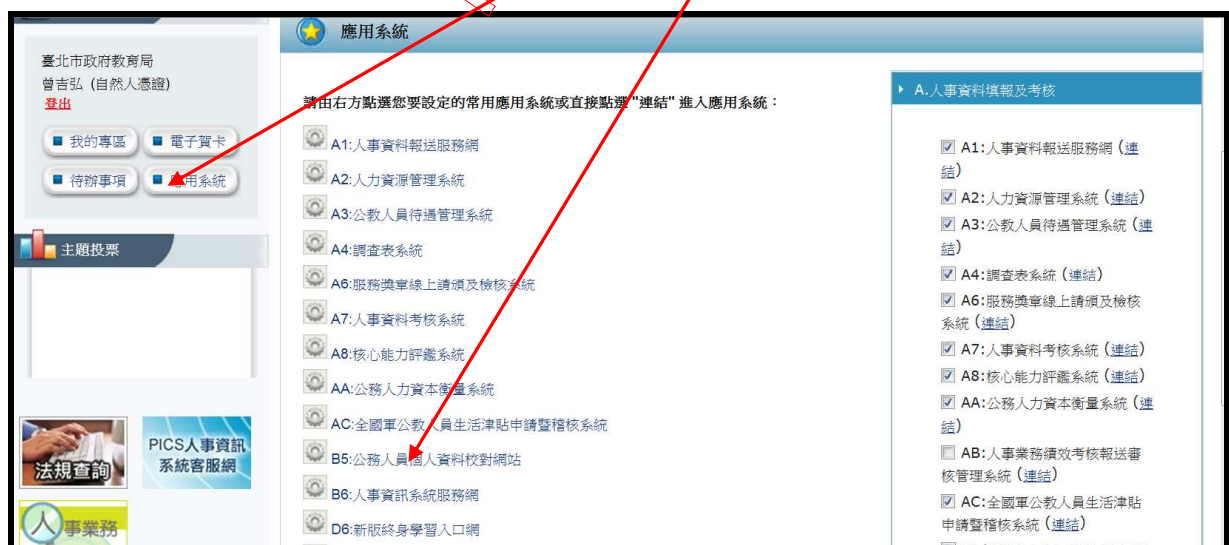 應用系統
臺北市政府教育局
曾吉弘 (自然人憑證)
登出
我的專區
電子賀卡
待辦事項
應用系統
主題投票
法規查詢
PICS人事資訊
系統客服網
人事業務
請由右方點選您要設定的常用應用系統或直接點選"連結" 進入應用系統：
A1:人事資料報送服務網
A2:人力資源管理系統
A3:公教人員待遇管理系統
A4:調查表系統
A6:服務獎章線上請頒及檢核系統
A7:人事資料考核系統
A8:核心能力評鑑系統
AA:公務人力資本衡量系統
AC:全國軍公教人員生活津貼申請暨稽核系統
B5:公務人員個人資料校對網站
B6:人事資訊系統服務網
D6:新版終身學習入口網
A.人事資料填報及考核
A1:人事資料報送服務網 (連
結)
A2:人力資源管理系統 (連結)
A3:公教人員待遇管理系統 (連
結)
A4:調查表系統 (連結)
A6:服務獎章線上請頒及檢核
系統 (連結)
A7:人事資料考核系統 (連結)
A8:核心能力評鑑系統 (連結)
AA:公務人力資本衡量系統 (連
結)
AB:人事業務績效考核報送審
核管理系統 (連結)
AC:全國軍公教人員生活津貼
申請暨稽核系統 (連結)